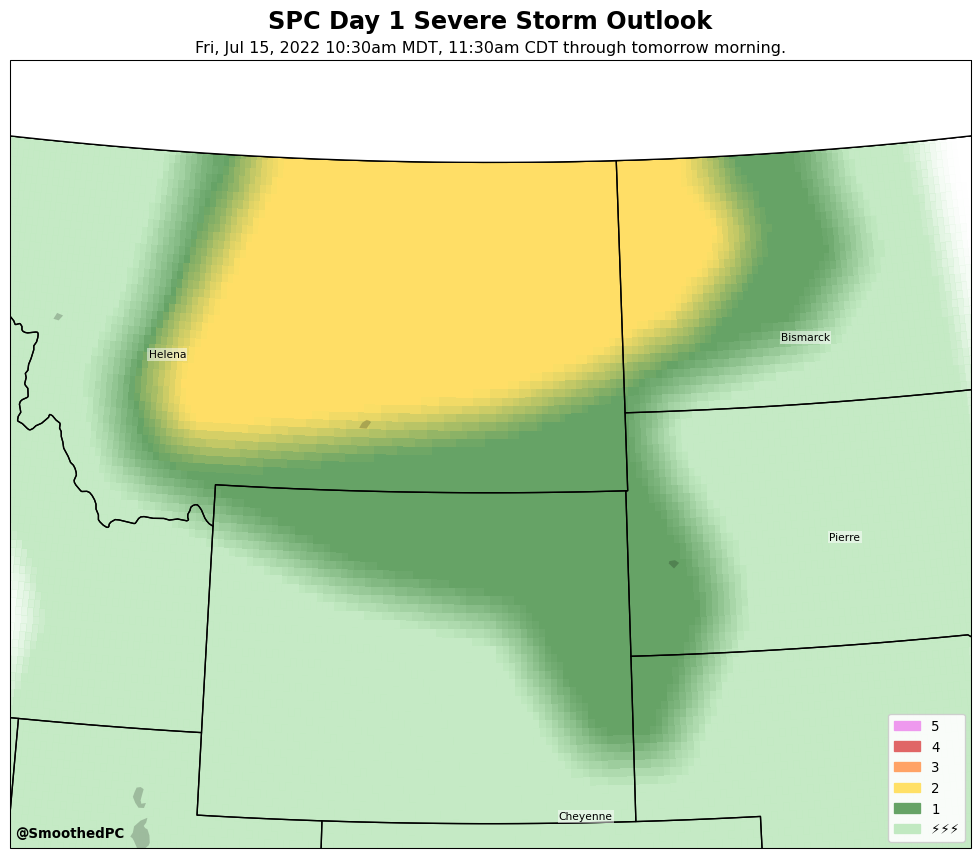 SPC Day 1 Severe Storm Outlook
Fri, Jul 15, 2022 10:30am MDT, 11:30am CDT through tomorrow morning.
Helena
Bismarck
Pierre
5
4
3
2
1
⚡⚡⚡
Cheyenne
@SmoothedPC